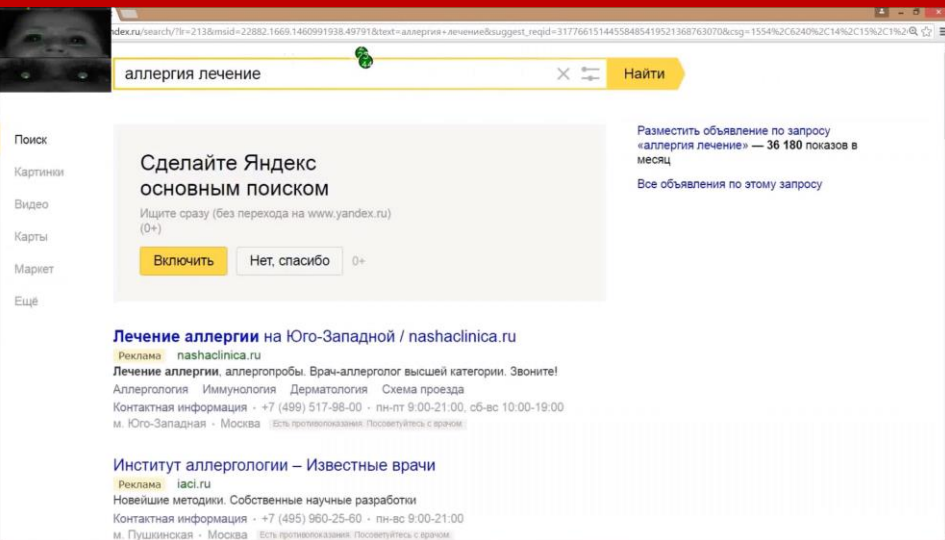 ndex.ru/search/?lr=213&msid=22882.1669.1460991938.49791&text=аллергия+лечение&suggest_reqid=317766151445584854195213687630708&csg=1554%2C6240%2C14%2C15%2C1%2
аллергия лечение
Найти
Поиск
Картинки
Видео
Карты
Маркет
Ещё
Сделайте Яндекс
основным поиском
Ищите сразу (без перехода на www.yandex.ru)
(0+)
Включить Нет, спасибо 0+
Разместить объявление по запросу
«аллергия лечение» — 36 180 показов в
месяц
Все объявления по этому запросу
Лечение аллергии на Юго-Западной / nashaclinica.ru
Реклама nashaclinica.ru
Лечение аллергии, аллергопробы. Врач-аллерголог высшей категории. Звоните!
Аллергология Иммунология Дерматология Схема проезда
Контактная информация · +7 (499) 517-98-00 · пн-пт 9:00-21:00, сб-вс 10:00-19:00
м. Юго-Западная · Москва Есть противопоказания. Посоветуйтесь с врачом.
Институт аллергологии – Известные врачи
Реклама iaci.ru
Новейшие методики. Собственные научные разработки
Контактная информация · +7 (495) 960-25-60 · пн-вс 9:00-21:00
м. Пушкинская · Москва Есть противопоказания. Посоветуйтесь с врачом.